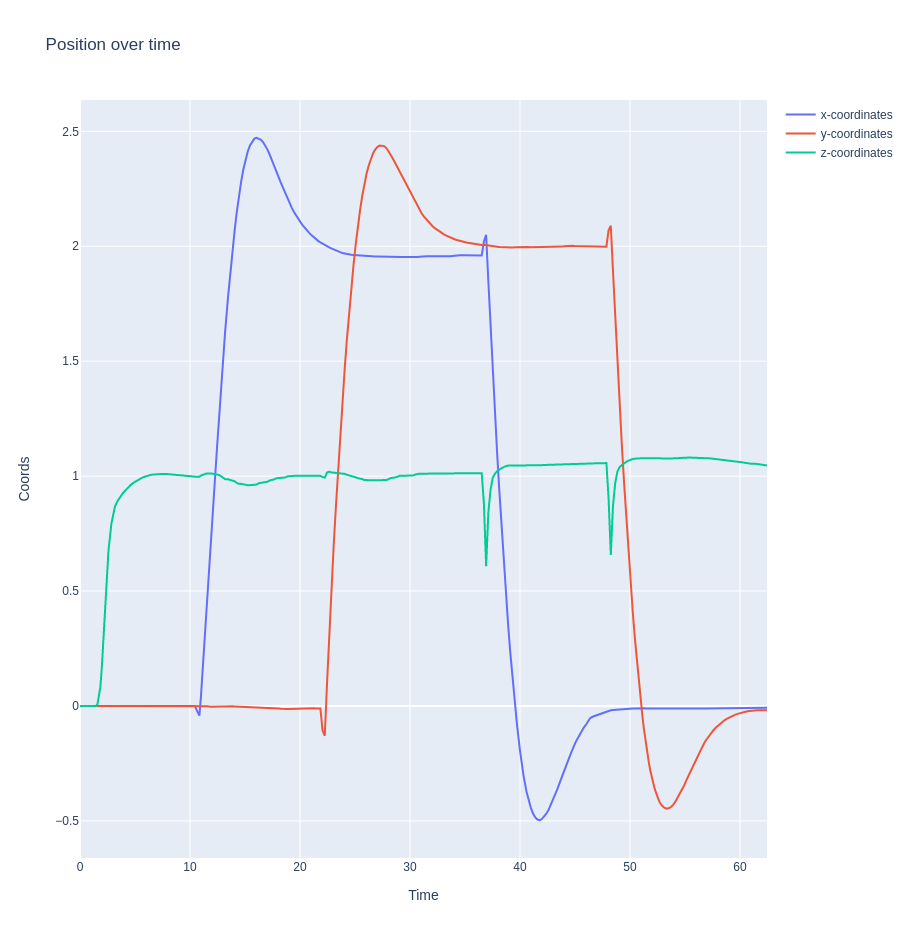 Position over time
x-coordinates
y-coordinates
z-coordinates
2.5
2
1.5
1
0.5
0
−0.5
Coords
0 10 20 30 40 50 60
Time